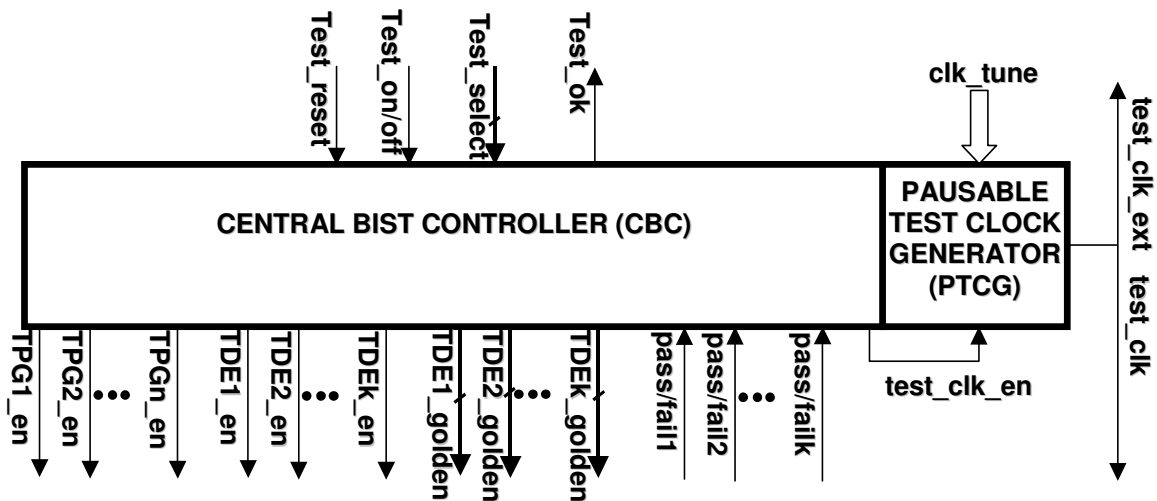 Test_reset
Test_on/off
Test_select
Test_ok
clk_tune
test_clk_ext
CENTRAL BIST CONTROLLER (CBC)
PAUSABLE
TEST CLOCK
GENERATOR
(PTCG)
test_clk
TPG1_en
TPG2_en
TPGn_en
TDE1_en
TDE2_en
TDEk_en
TDE1_golden
TDE2_golden
TDEk_golden
pass/fail1
pass/fail2
pass/failk
test_clk_en